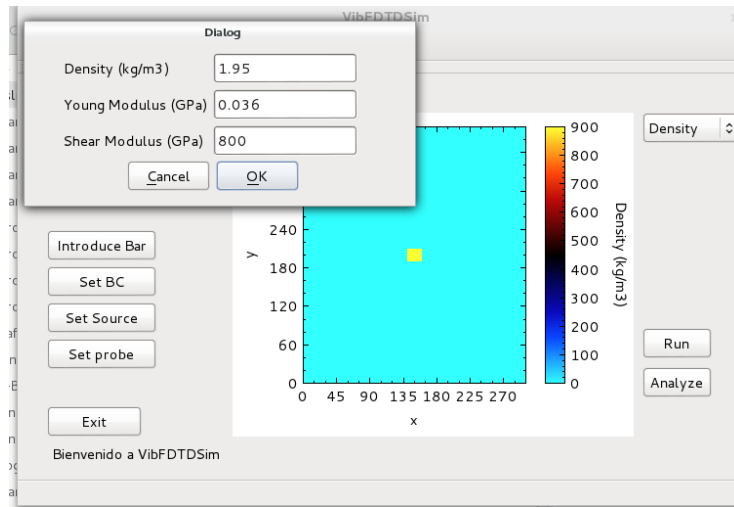 VibFDTDSim
Dialog
Density (kg/m3) 1.95
Young Modulus (GPa) 0.036
Shear Modulus (GPa) 800
Cancel OK
Density
Introduce Bar
Set BC
Set Source
Set probe
Exit
Bienvenido a VibFDTDSim
y
240
180
120
60
0
0 45 90 135 180 225 270
x
900
800
700
600
500
400
300
200
100
0
Density (kg/m3)
Run
Analyze